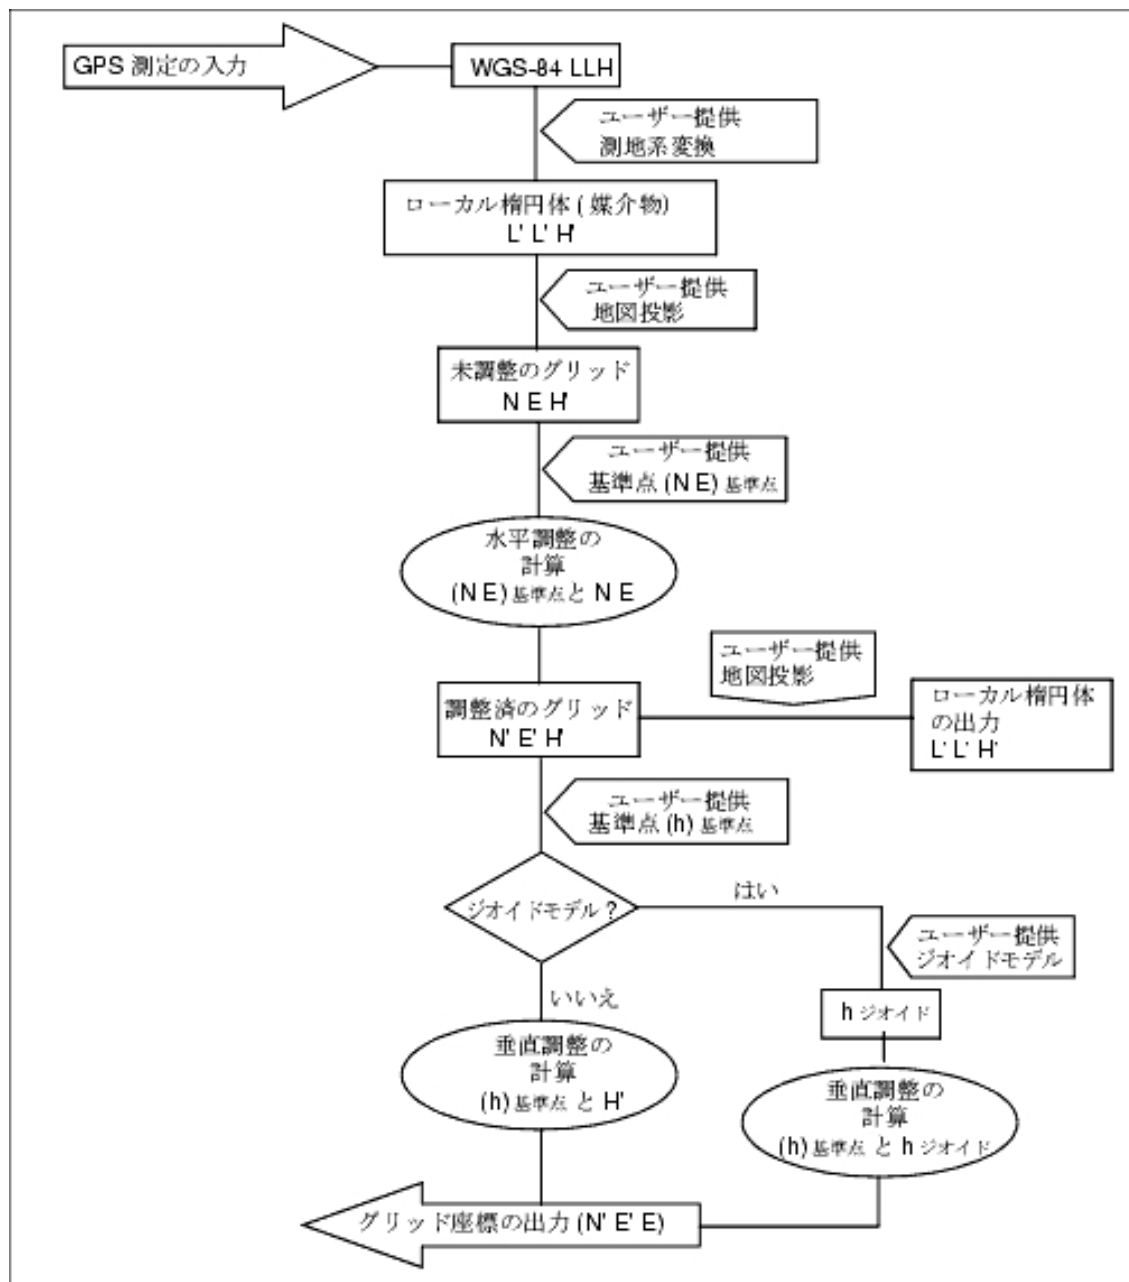 GPS 測定の入力
WGS-84 LLH
ユーザー提供
測地系変換
ローカル楕円体 ( 媒介物)
L' L' H'
ユーザー提供
地図投影
未調整のグリッド
N E H'
ユーザー提供
基準点 (N E) 基準点
水平調整の
計算
(N E) 基準点 と N E
ユーザー提供
地図投影
調整済のグリッド
N' E' H'
ローカル楕円体
の出力
L' L' H'
ユーザー提供
基準点 (h) 基準点
ジオイドモデル ?
はい
ユーザー提供
ジオイドモデル
いいえ
h ジオイド
垂直調整の
計算
(h) 基準点 と H'
垂直調整の
計算
(h) 基準点 と h ジオイド
グリッド座標の出力 (N' E' E)